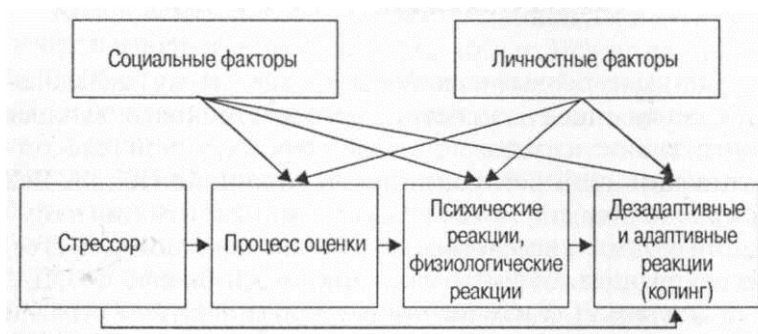 Социальные факторы
Личностные факторы
Стрессор
Процесс оценки
Психические
реакции,
физиологические
реакции
Дезадаптивные
и адаптивные
реакции
(копинг)